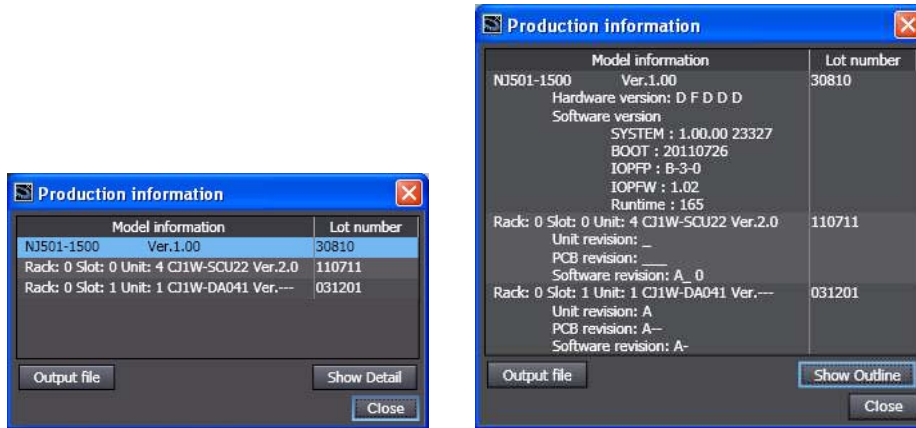 Production information
Model information Lot number
NJ501-1500 Ver.1.00 30810
Rack: 0 Slot: 0 Unit: 4 CJ1W-SCU22 Ver.2.0 110711
Rack: 0 Slot: 1 Unit: 1 CJ1W-DA041 Ver.--- 031201
Output file Show Detail
Close
Production information
Model information Lot number
NJ501-1500 Ver.1.00 30810
Hardware version: D F D D D
Software version
SYSTEM : 1.00.00 23327
BOOT : 20110726
IOPFP : B-3-0
IOPFW : 1.02
Runtime : 165
Rack: 0 Slot: 0 Unit: 4 CJ1W-SCU22 Ver.2.0 110711
Unit revision: _
PCB revision: ___
Software revision: A_ 0
Rack: 0 Slot: 1 Unit: 1 CJ1W-DA041 Ver.--- 031201
Unit revision: A
PCB revision: A--
Software revision: A-
Output file Show Outline
Close